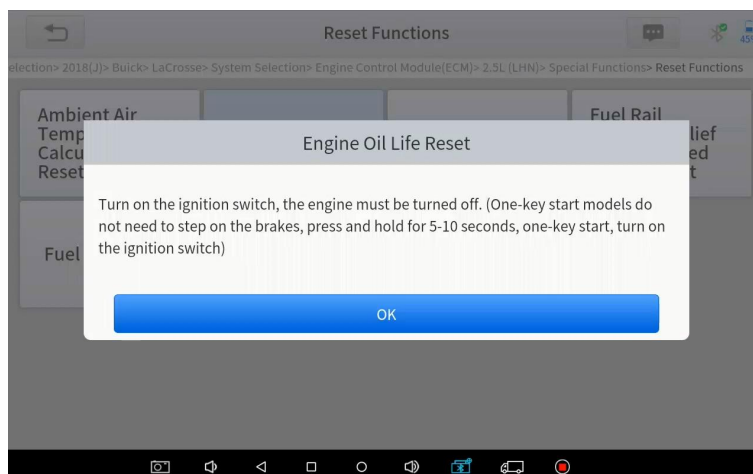 Reset Functions
45%
election> 2018(J)> Buick> LaCrosse> System Selection> Engine Control Module(ECM)> 2.5L (LHN)> Special Functions> Reset Functions
Ambient Air
Temp
Calcu
Reset
Fuel Rail
lief
ed
t
Engine Oil Life Reset
Turn on the ignition switch, the engine must be turned off. (One-key start models do
not need to step on the brakes, press and hold for 5-10 seconds, one-key start, turn on
the ignition switch)
Fuel
OK